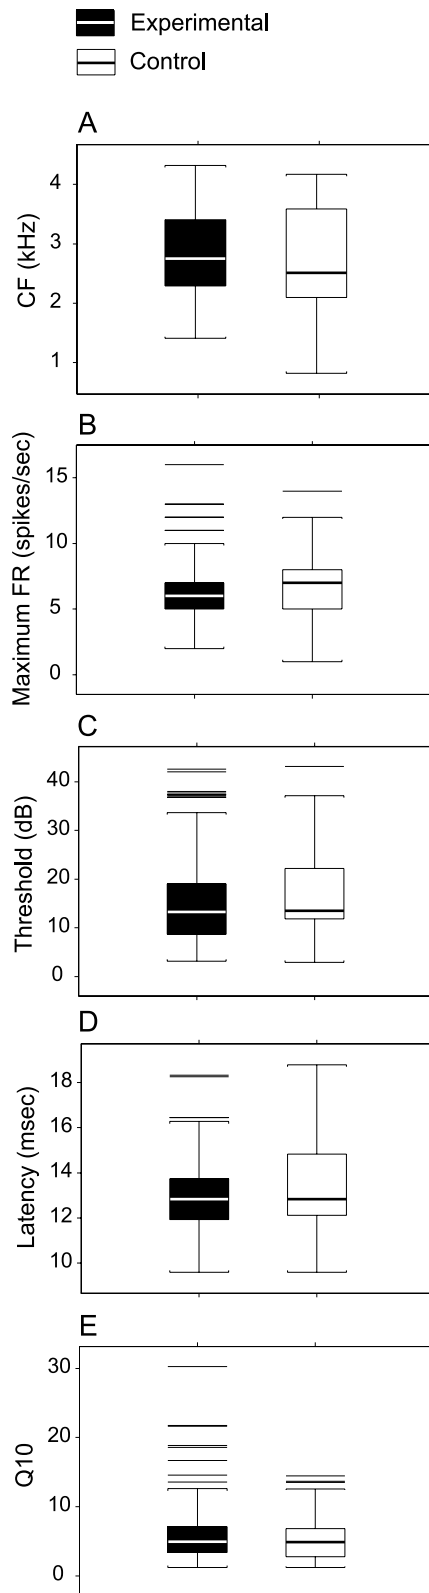 Experimental
Control
A
CF (kHz)
4
3
2
1
B
Maximum FR (spikes/sec)
15
10
5
0
C
Threshold (dB)
40
30
20
10
0
D
Latency (msec)
18
16
14
12
10
E
Q10
30
20
10
0